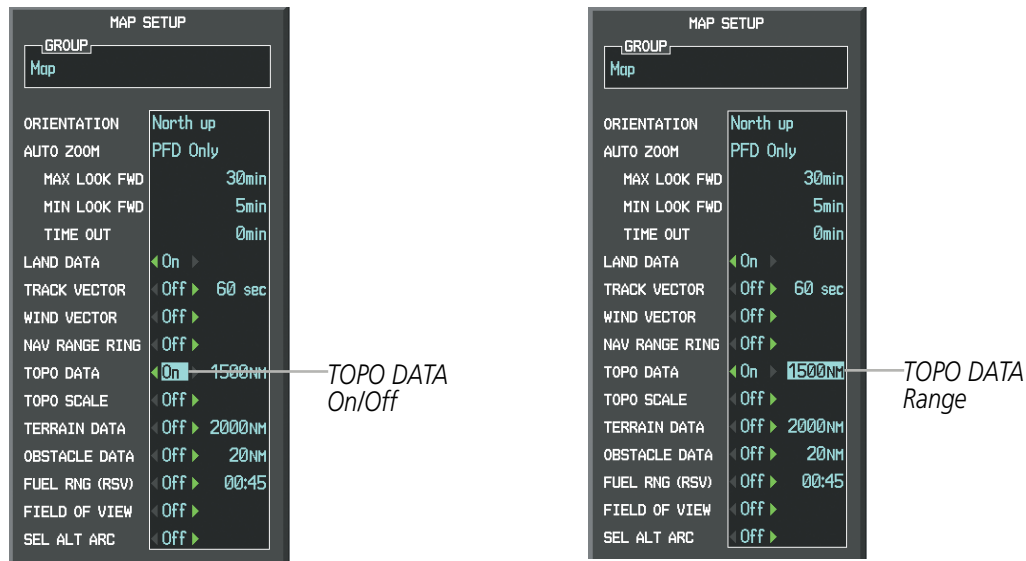 MAP SETUP
GROUP
Map
ORIENTATION North up
AUTO ZOOM PFD Only
MAX LOOK FWD 30min
MIN LOOK FWD 5min
TIME OUT 0min
LAND DATA On
TRACK VECTOR Off 60 sec
WIND VECTOR Off
NAV RANGE RING Off
TOPO DATA On 1500NM
TOPO SCALE Off
TERRAIN DATA Off 2000NM
OBSTACLE DATA Off 20NM
FUEL RNG (RSV) Off 00:45
FIELD OF VIEW Off
SEL ALT ARC Off
TOPO DATA
On/Off
MAP SETUP
GROUP
Map
ORIENTATION North up
AUTO ZOOM PFD Only
MAX LOOK FWD 30min
MIN LOOK FWD 5min
TIME OUT 0min
LAND DATA On
TRACK VECTOR Off 60 sec
WIND VECTOR Off
NAV RANGE RING Off
TOPO DATA On 1500NM
TOPO SCALE Off
TERRAIN DATA Off 2000NM
OBSTACLE DATA Off 20NM
FUEL RNG (RSV) Off 00:45
FIELD OF VIEW Off
SEL ALT ARC Off
TOPO DATA
Range